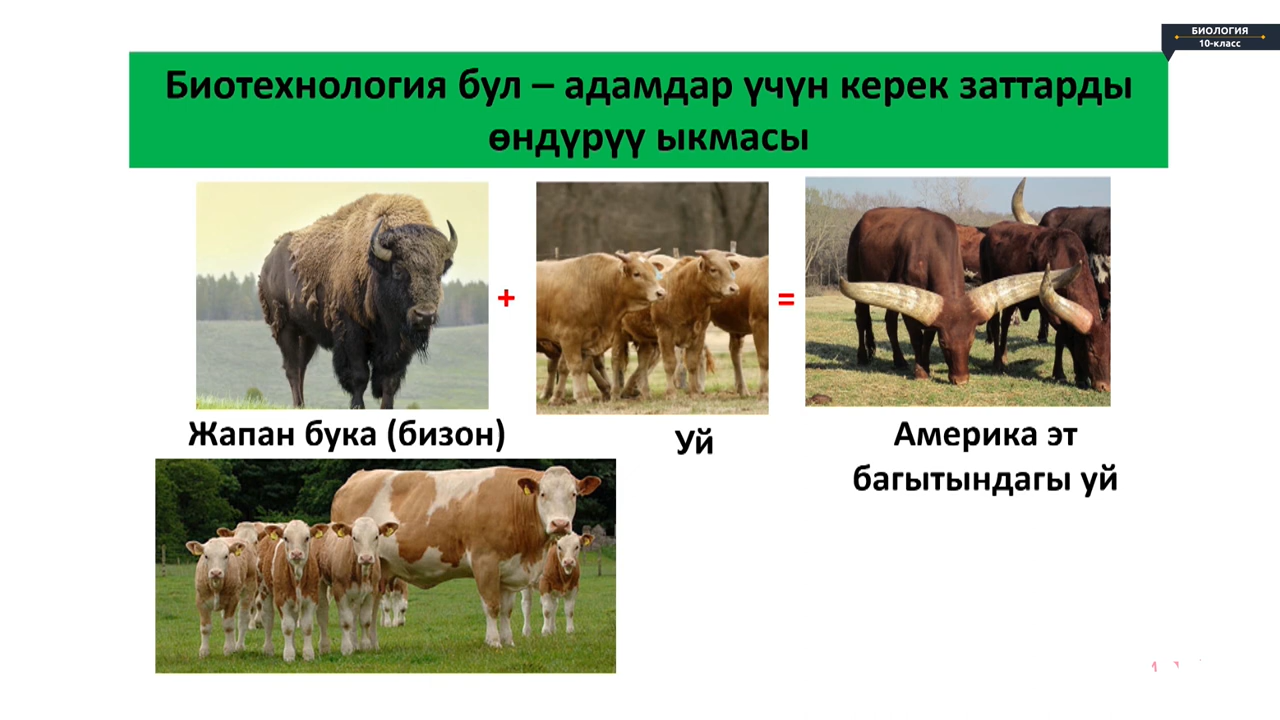 БИОЛОГИЯ
10-класс
Биотехнология бул – адамдар үчүн керек заттарды
өндүрүү ыкмасы
+
=
Жапан бука (бизон)
Уй
Америка эт
багытындагы уй